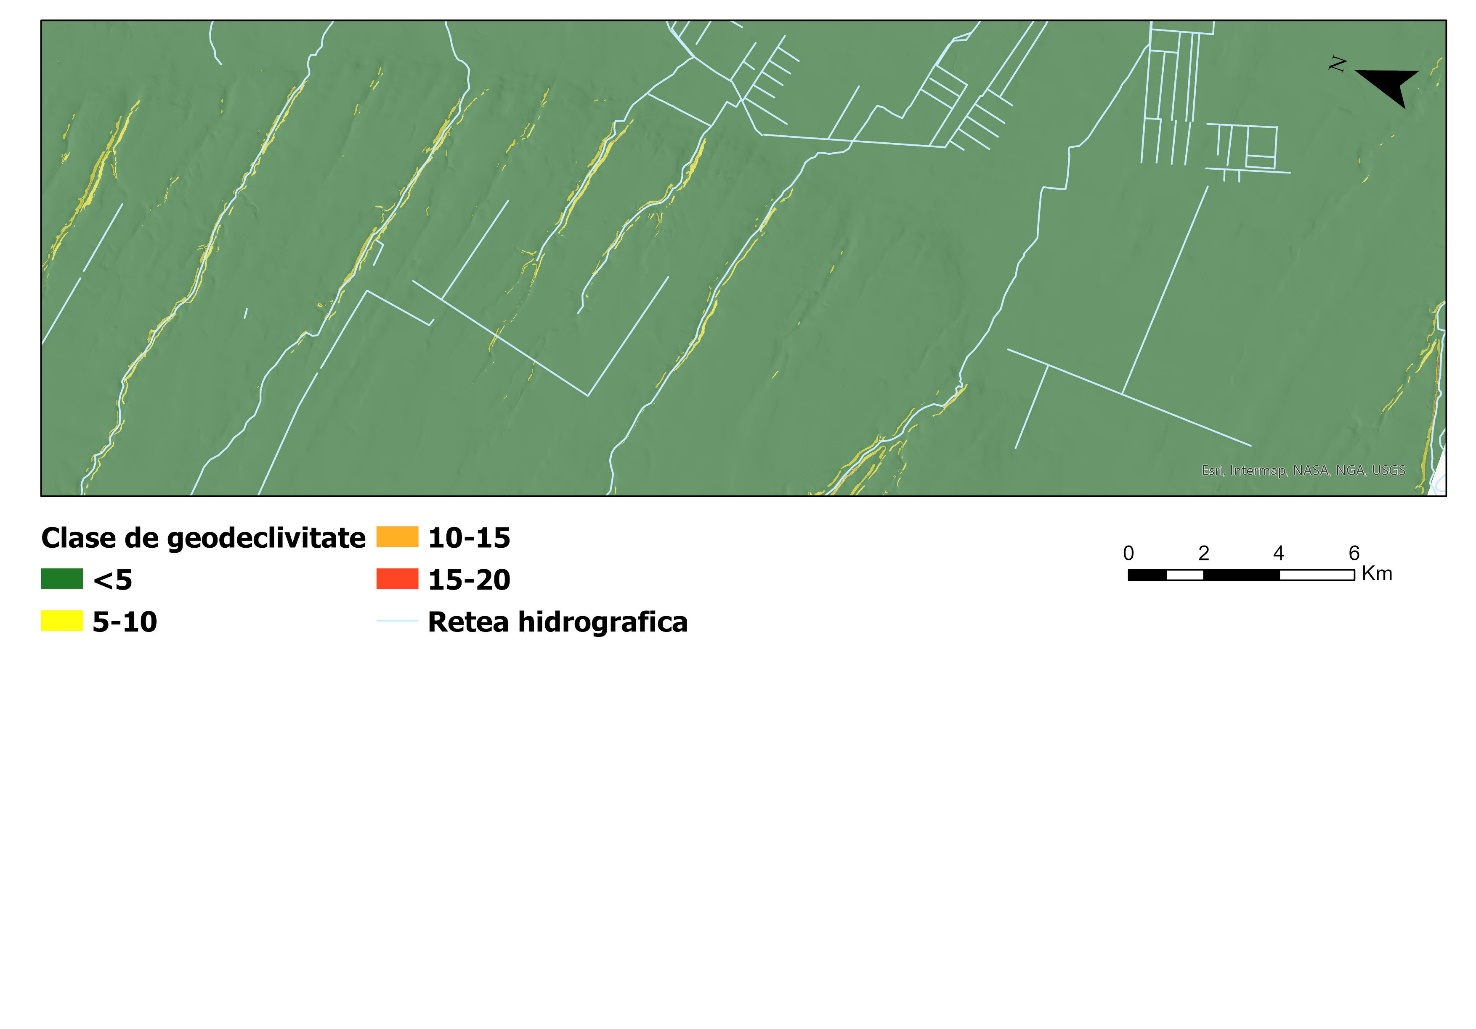 N
Esri, Intermap, NASA, NGA, USGS
Clase de geodeclivitate
<5
5-10
10-15
15-20
Retea hidrografica
0 2 4 6
Km